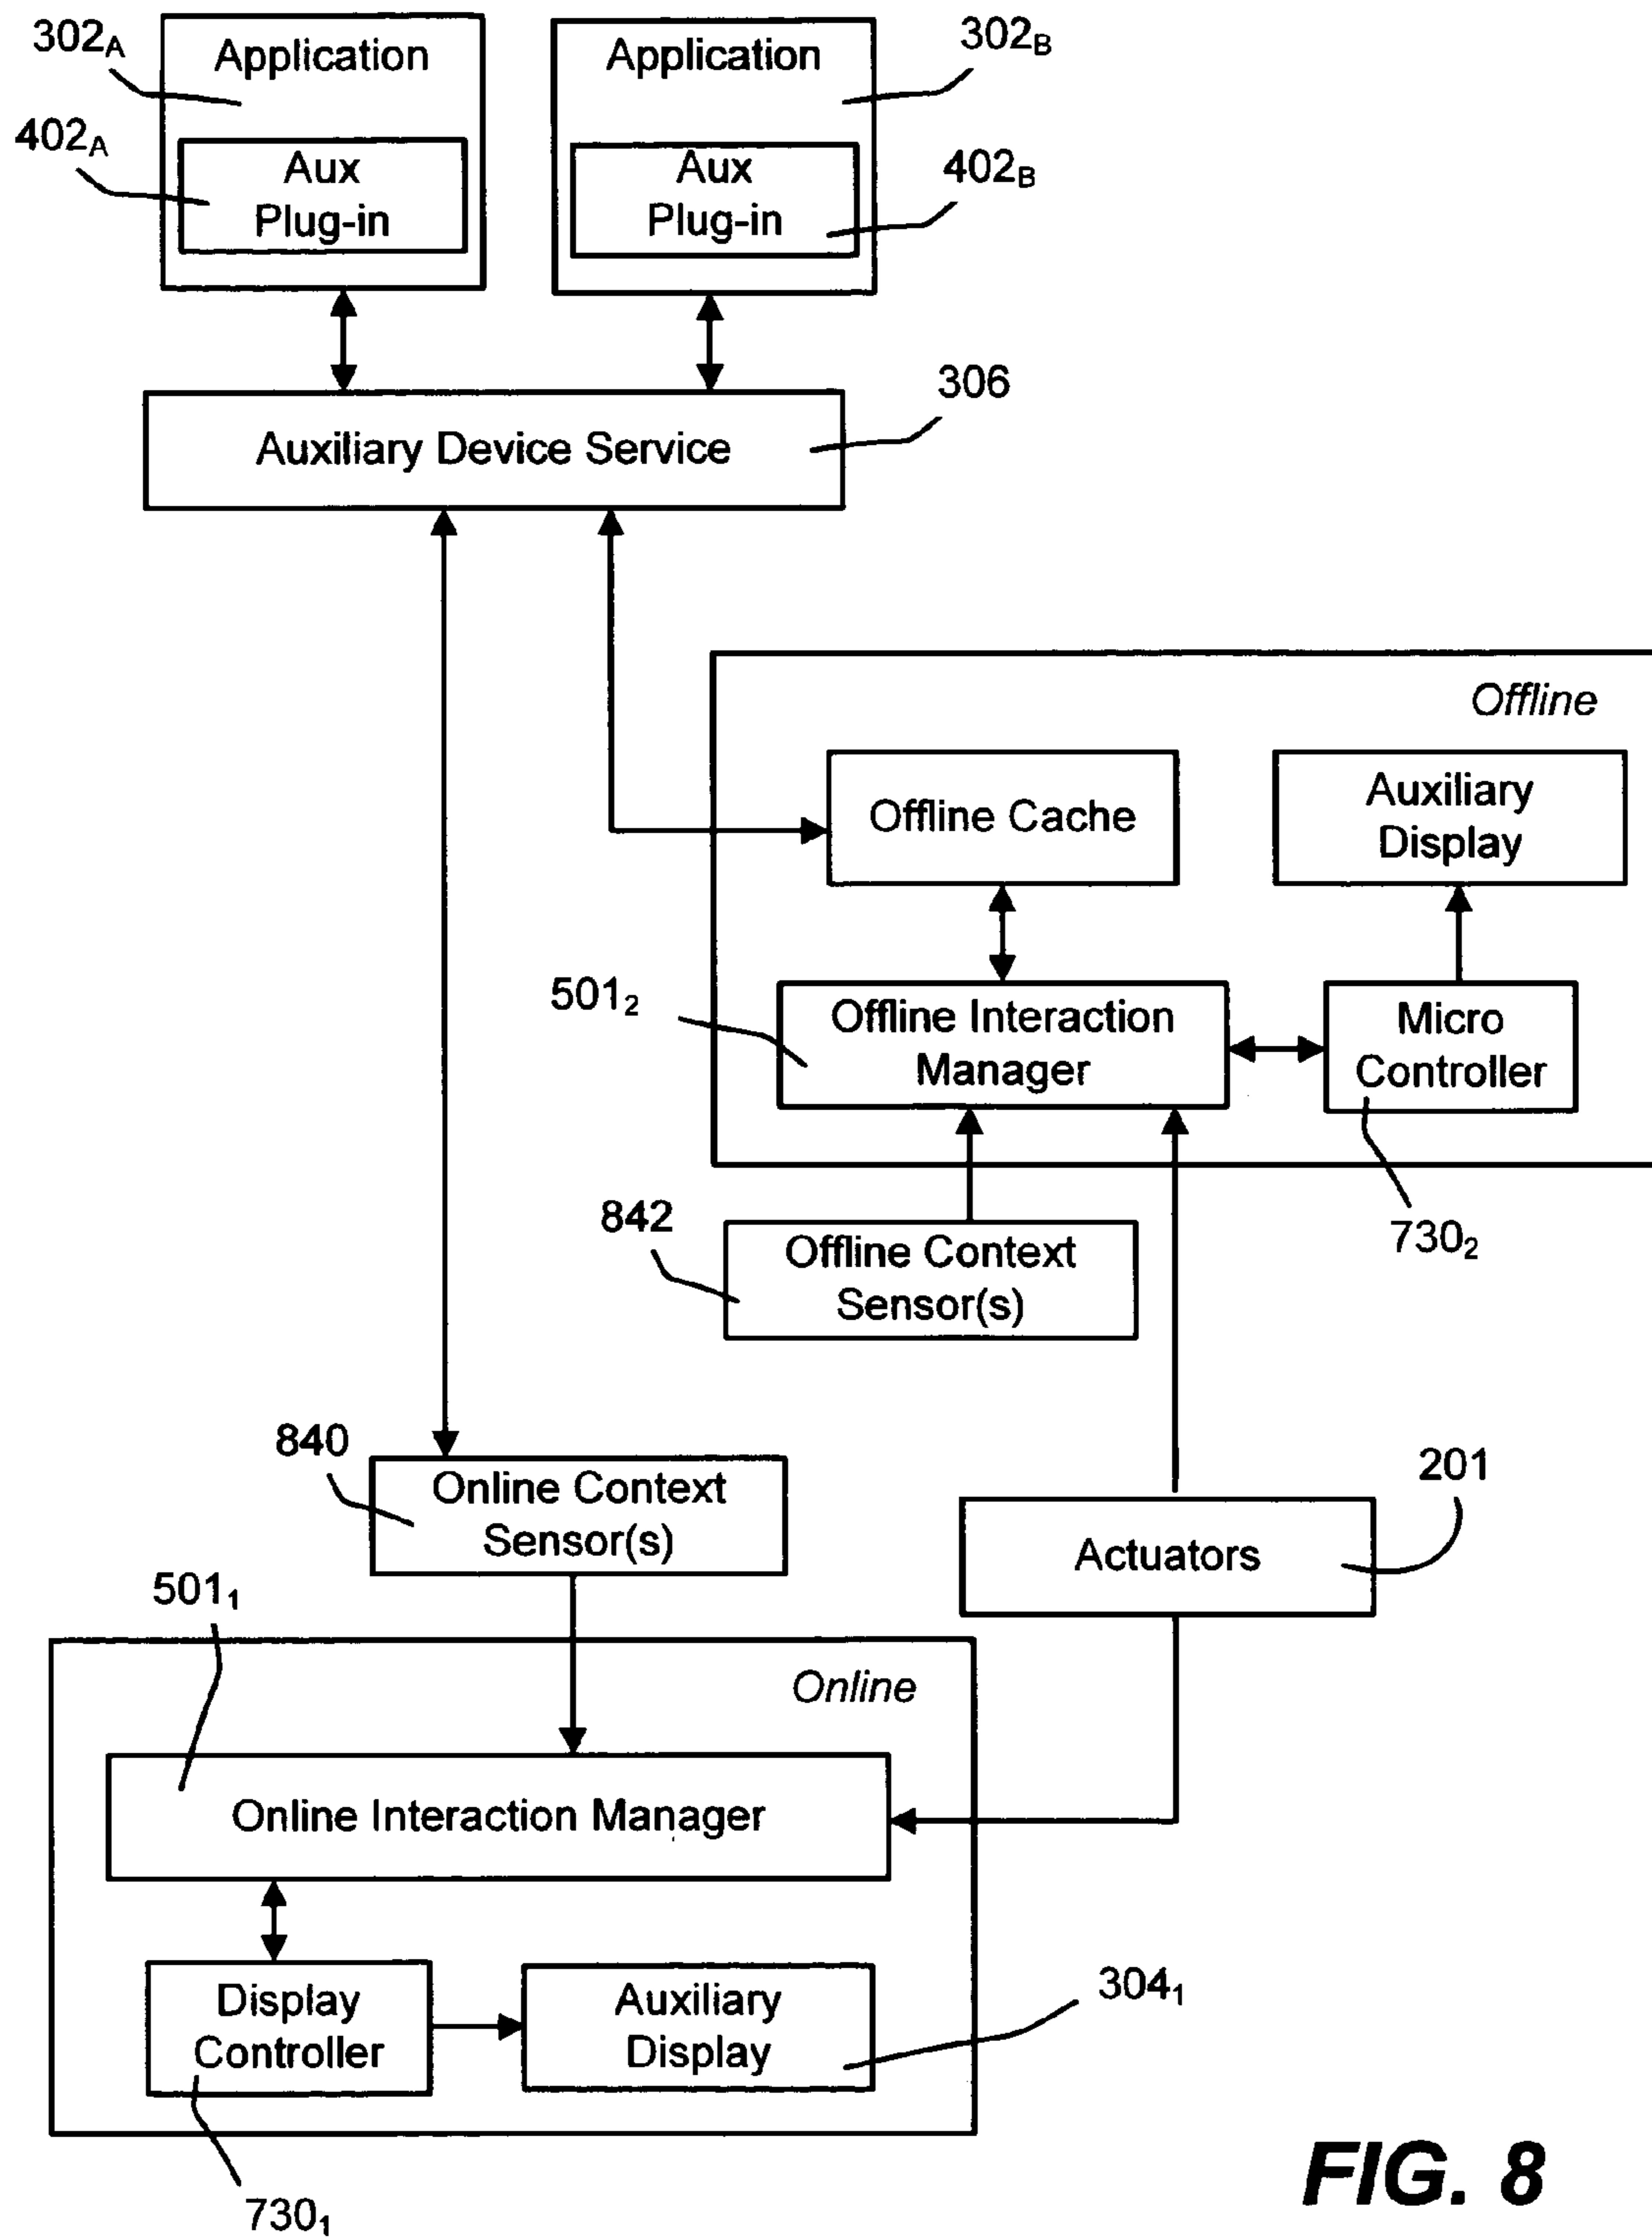 302A
Application
Application
302B
402A
Aux
Plug-in
Aux
Plug-in
402B
306
Auxiliary Device Service
Offline
Offline Cache
Auxiliary
Display
501₂
Offline Interaction
Manager
Micro
Controller
842
Offline Context
Sensor(s)
730₂
840
Online Context
Sensor(s)
201
Actuators
501₁
Online
Online Interaction Manager
Display
Controller
Auxiliary
Display
304₁
730₁
FIG. 8